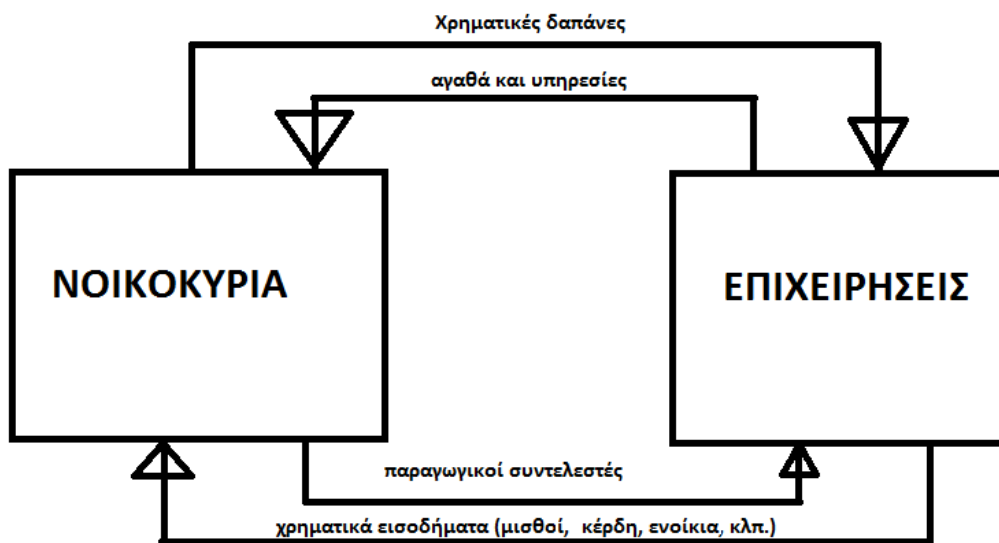 Χρηματικές δαπάνες
αγαθά και υπηρεσίες
ΝΟΙΚΟΚΥΡΙΑ
ΕΠΙΧΕΙΡΗΣΕΙΣ
παραγωγικοί συντελεστές
χρηματικά εισοδήματα (μισθοί, κέρδη, ενοίκια, κλπ.)